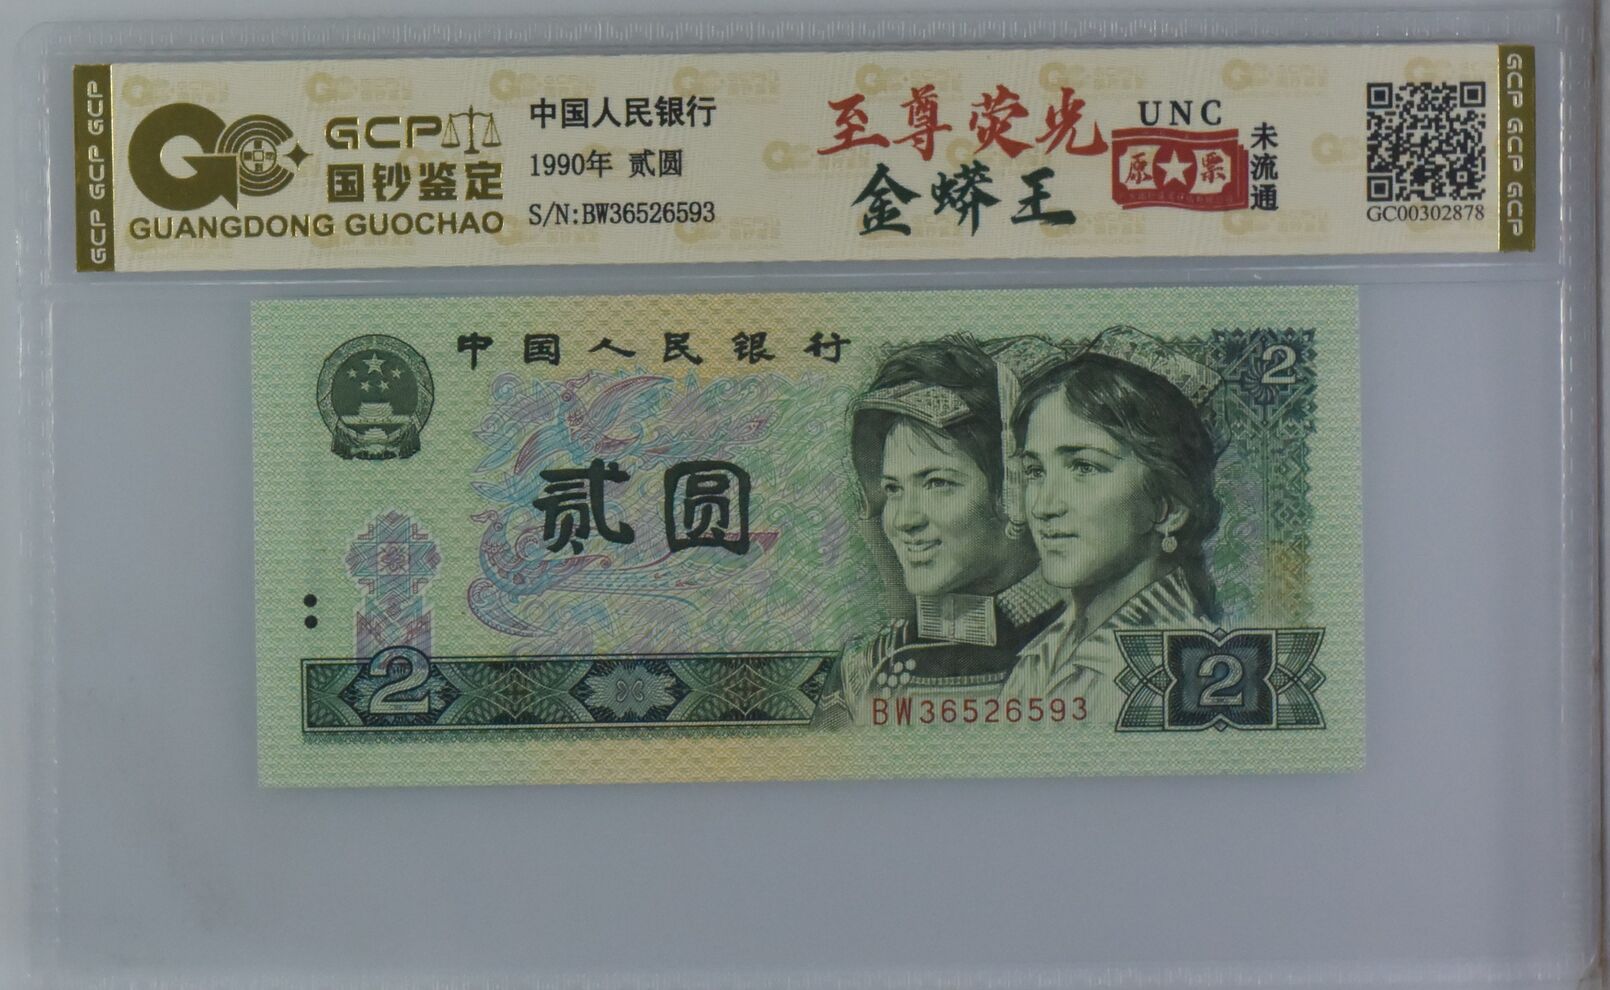 GCP GCP GCP
GCP
国钞鉴定
GUANGDONG GUOCHAO
中国人民银行
1990年 贰圆
S/N:BW36526593
至尊荧光
金蟒王
UNC
原票
未流通
GC00302878
GCP GCP GCP
中国人民银行
2
贰圆
2
BW36526593
2